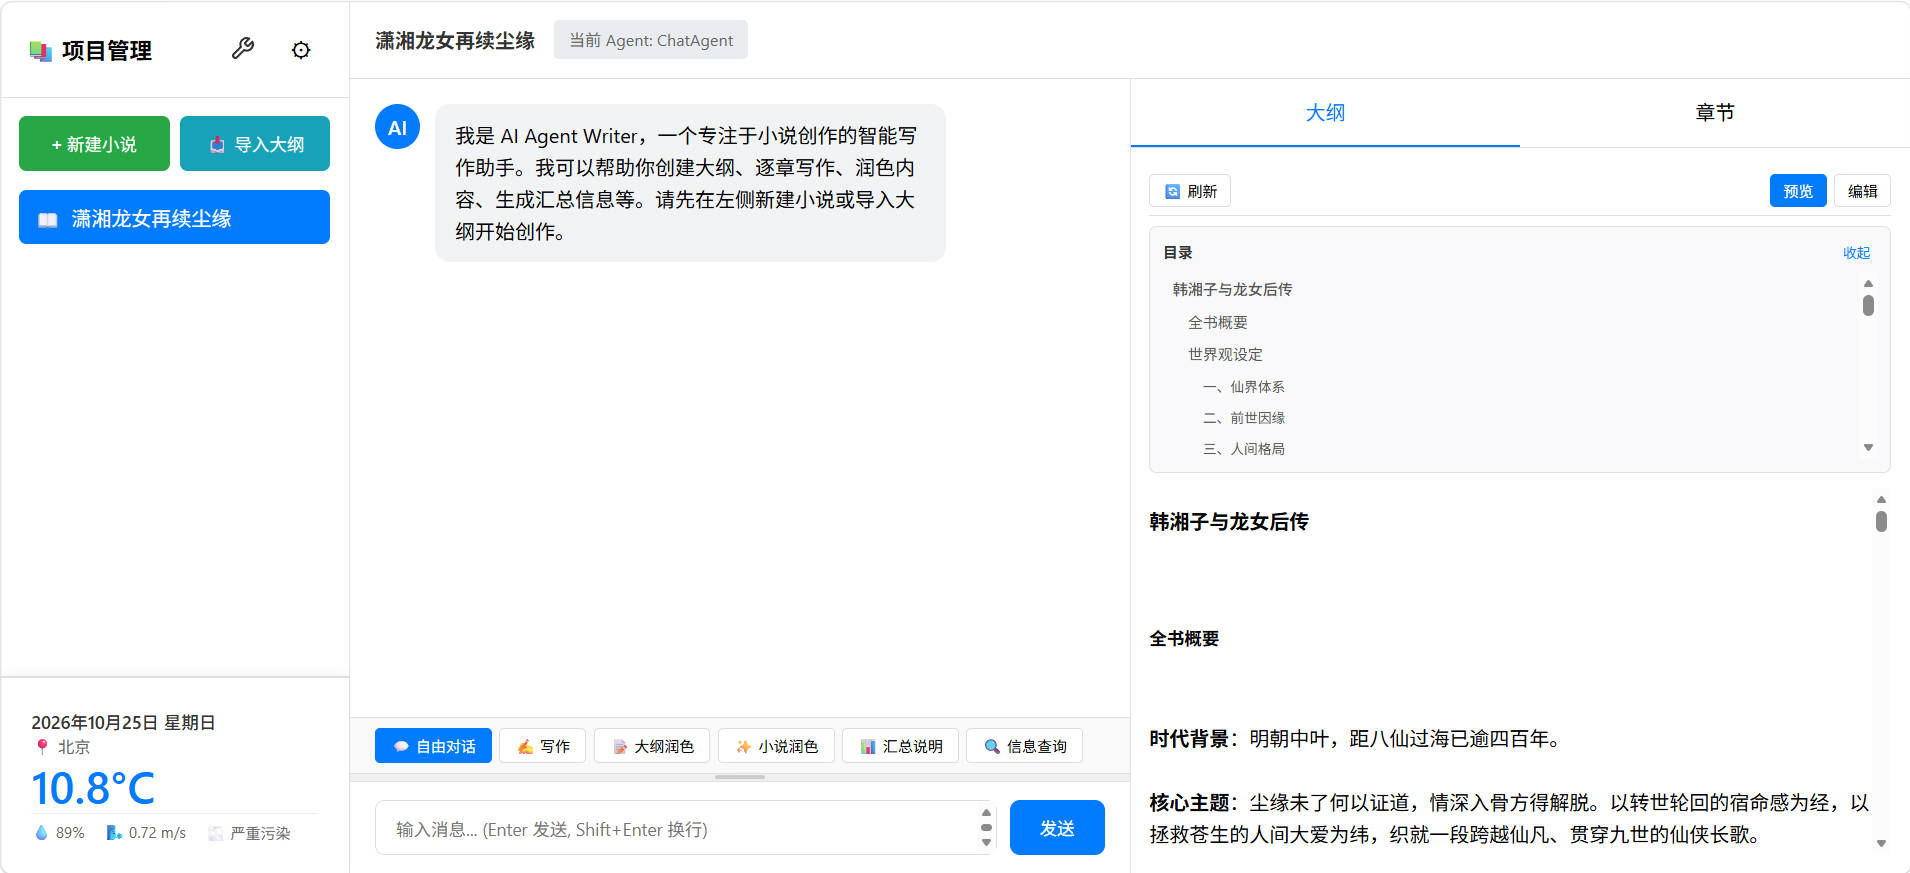 项目管理
+ 新建小说
导入大纲
潇湘龙女再续尘缘
2026年10月25日 星期日
北京
10.8°C
89%
0.72 m/s
严重污染
潇湘龙女再续尘缘
当前 Agent: ChatAgent
AI
我是 AI Agent Writer，一个专注于小说创作的智能写
作助手。我可以帮助你创建大纲、逐章写作、润色内
容、生成汇总信息等。请先在左侧新建小说或导入大
纲开始创作。
自由对话
写作
大纲润色
小说润色
汇总说明
信息查询
输入消息... (Enter 发送, Shift+Enter 换行)
发送
大纲
章节
刷新
预览
编辑
目录
收起
韩湘子与龙女后传
全书概要
世界观设定
一、仙界体系
二、前世因缘
三、人间格局
韩湘子与龙女后传
全书概要
时代背景：明朝中叶，距八仙过海已逾四百年。
核心主题：尘缘未了何以证道，情深入骨方得解脱。以转世轮回的宿命感为经，以
拯救苍生的人间大爱为纬，织就一段跨越仙凡、贯穿九世的仙侠长歌。